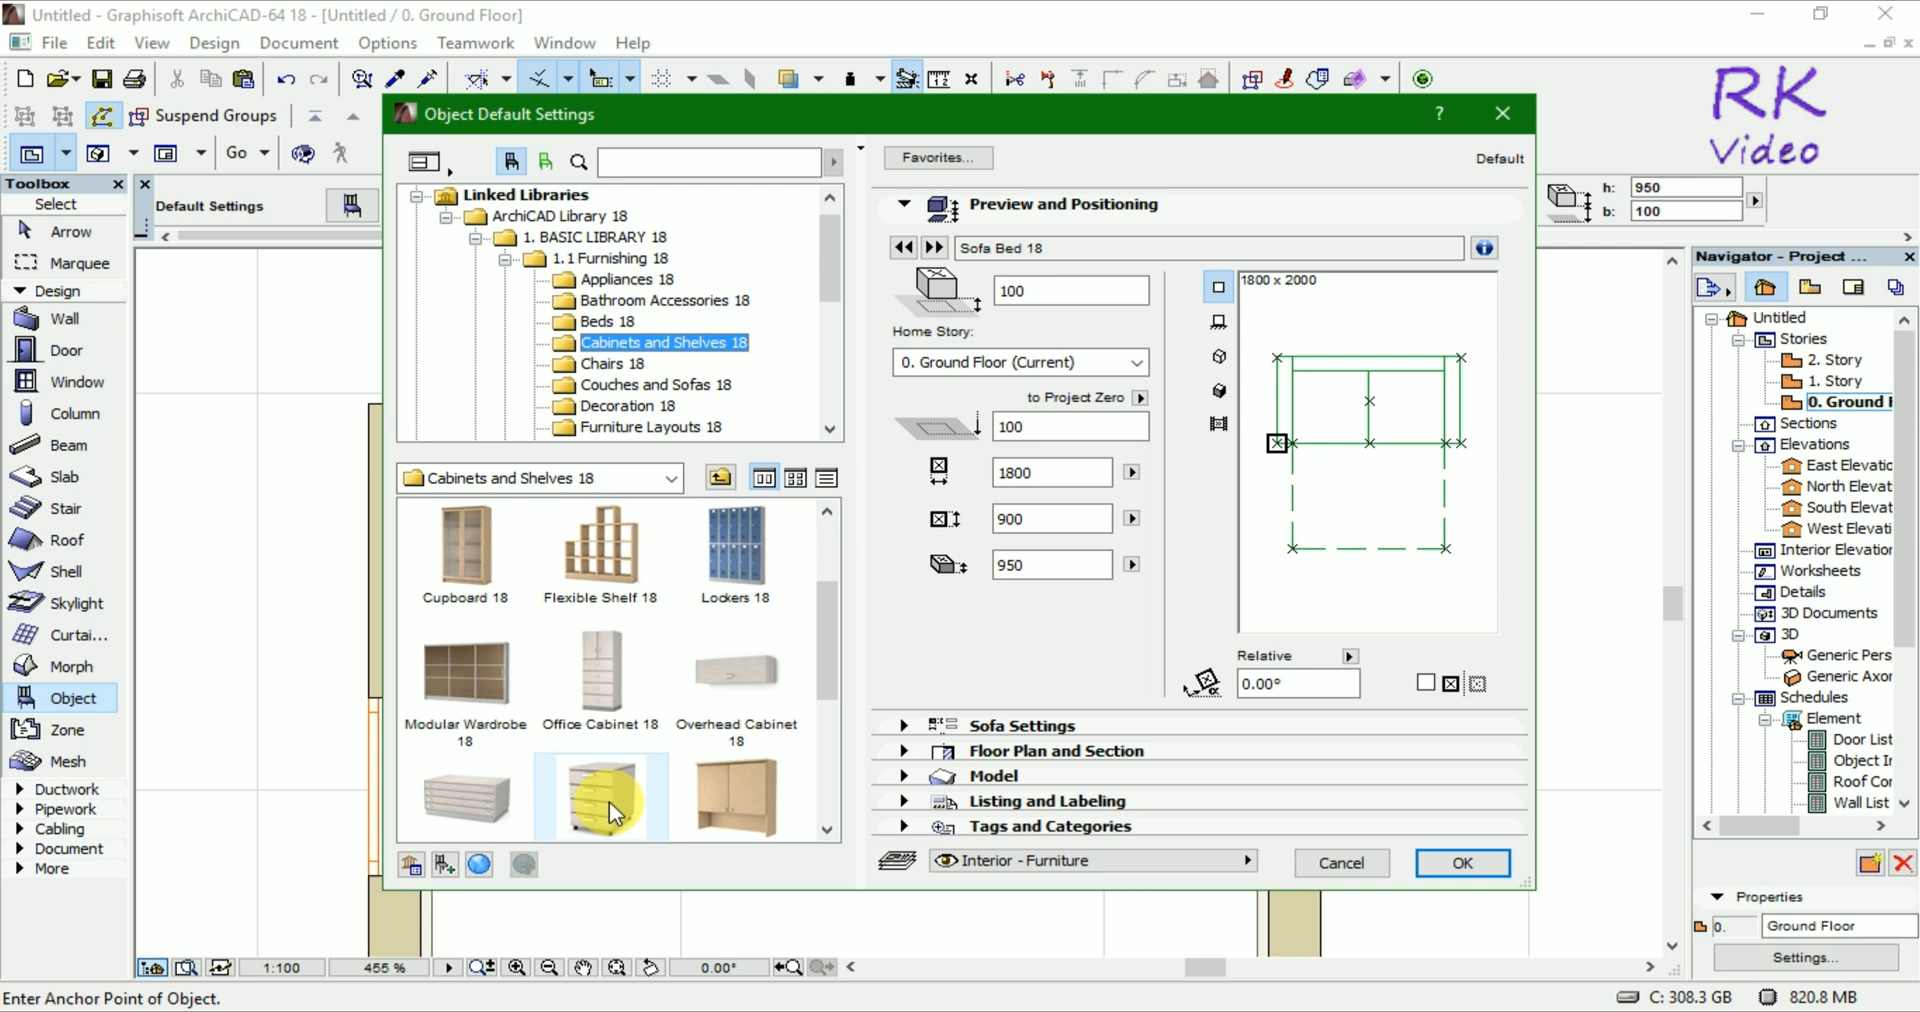 Untitled - Graphisoft ArchiCAD-64 18 - [Untitled / 0. Ground Floor]
File Edit View Design Document Options Teamwork Window Help
RK
Video
Suspend Groups
Go
Toolbox
Select
Arrow
Marquee
Design
Wall
Door
Window
Column
Beam
Slab
Stair
Roof
Shell
Skylight
Curtai...
Morph
Object
Zone
Mesh
Ductwork
Pipework
Cabling
Document
More
Default Settings
Object Default Settings
?
Linked Libraries
ArchiCAD Library 18
1. BASIC LIBRARY 18
1.1 Furnishing 18
Appliances 18
Bathroom Accessories 18
Beds 18
Cabinets and Shelves 18
Chairs 18
Couches and Sofas 18
Decoration 18
Furniture Layouts 18
Cabinets and Shelves 18
Cupboard 18
Flexible Shelf 18
Lockers 18
Modular Wardrobe 18
Office Cabinet 18
Overhead Cabinet 18
Favorites...
Default
Preview and Positioning
Sofa Bed 18
100
Home Story:
0. Ground Floor (Current)
to Project Zero
100
1800
900
950
1800 x 2000
Relative
0.00°
Sofa Settings
Floor Plan and Section
Model
Listing and Labeling
Tags and Categories
Interior - Furniture
Cancel
OK
h: 950
b: 100
Navigator - Project ...
Untitled
Stories
2. Story
1. Story
0. Ground F
Sections
Elevations
East Elevatic
North Elevat
South Elevat
West Elevati
Interior Elevation
Worksheets
Details
3D Documents
3D
Generic Pers
Generic Axor
Schedules
Element
Door List
Object Ir
Roof Cor
Wall List
Properties
0. Ground Floor
Settings...
1:100
455 %
0.00°
Enter Anchor Point of Object.
C: 308.3 GB
820.8 MB